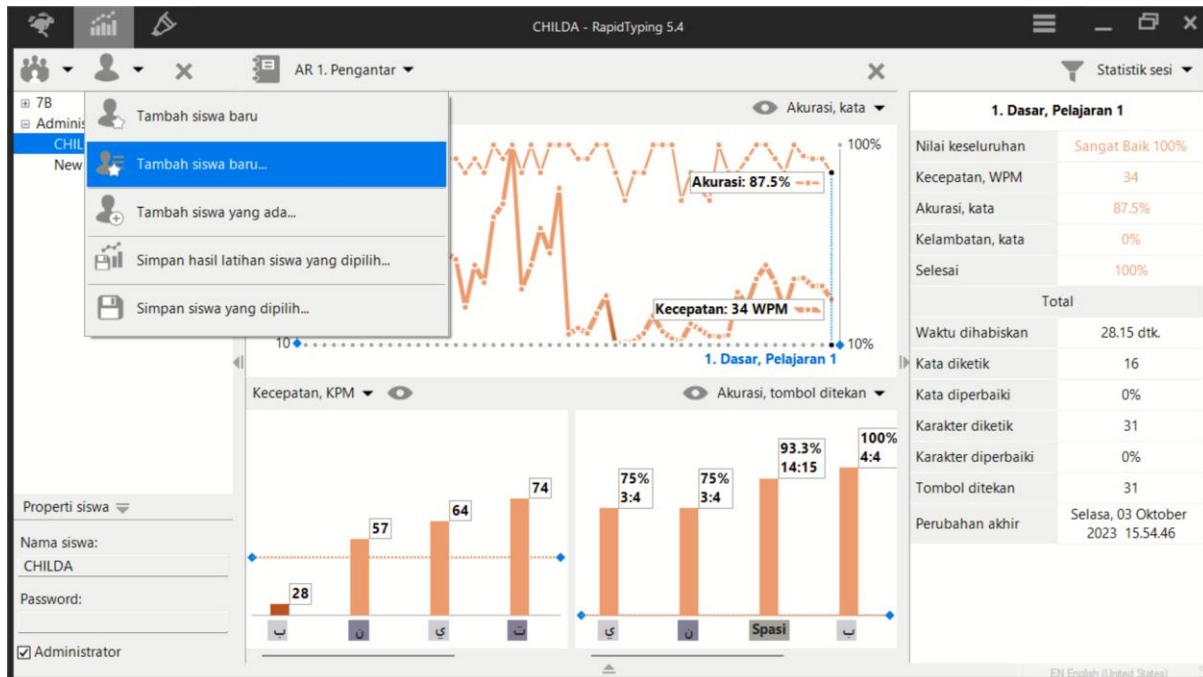 CHILDA - RapidTyping 5.4
AR 1. Pengantar
Statistik sesi
7B
Adminis
CHIL
New
Tambah siswa baru
Tambah siswa baru...
Tambah siswa yang ada...
Simpan hasil latihan siswa yang dipilih...
Simpan siswa yang dipilih...
Akurasi, kata
100%
Akurasi: 87.5%
Kecepatan: 34 WPM
10
10%
1. Dasar, Pelajaran 1
Kecepatan, KPM
28
57
64
74
ب
ن
ي
ت
Akurasi, tombol ditekan
75%
3:4
75%
3:4
93.3%
14:15
100%
4:4
ي
ن
Spasi
ب
Properti siswa
Nama siswa:
CHILDA
Password:
Administrator
1. Dasar, Pelajaran 1
Nilai keseluruhan Sangat Baik 100%
Kecepatan, WPM 34
Akurasi, kata 87.5%
Kelambatan, kata 0%
Selesai 100%
Total
Waktu dihabiskan 28.15 dtk.
Kata diketik 16
Kata diperbaiki 0%
Karakter diketik 31
Karakter diperbaiki 0%
Tombol ditekan 31
Perubahan akhir Selasa, 03 Oktober
2023 15.54.46
EN English (United States)